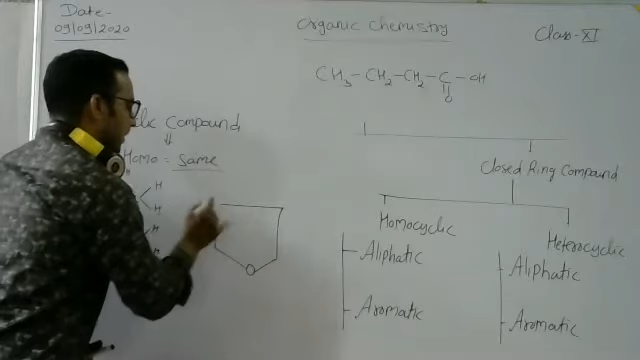 Date-
09/09/2020
Organic Chemistry
Class-XI
CH3-CH2-CH2-C-OH
O
Compound
Homo = Same
H
H
H
H
O
Closed Ring Compound
Homocyclic
Heterocyclic
Aliphatic
Aliphatic
Aromatic
Aromatic